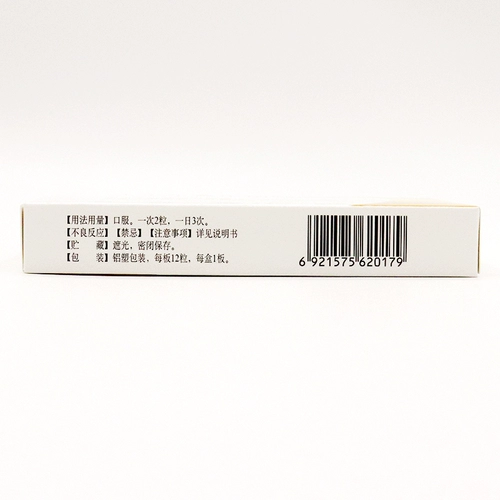 【用法用量】口服。一次2粒，一日3次。
【不良反应】【禁忌】【注意事项】详见说明书
【贮　　藏】遮光，密闭保存。
【包　　装】铝塑包装，每板12粒，每盒1板。
6 921575 620179